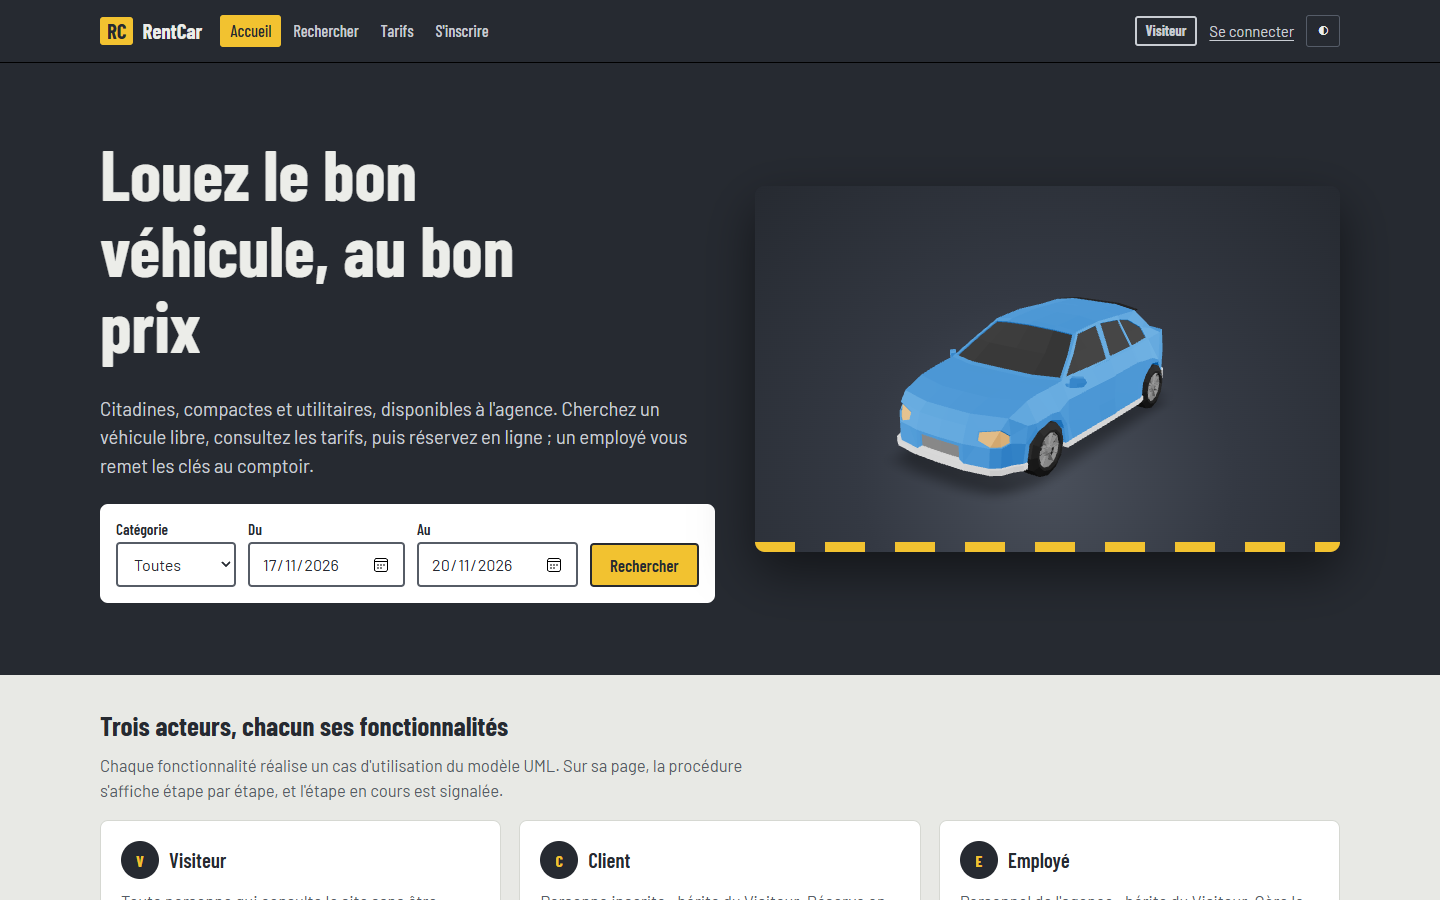 RC RentCar Accueil Rechercher Tarifs S'inscrire Visiteur Se connecter
Louez le bon
véhicule, au bon
prix
Citadines, compactes et utilitaires, disponibles à l'agence. Cherchez un
véhicule libre, consultez les tarifs, puis réservez en ligne ; un employé vous
remet les clés au comptoir.
Catégorie Du Au
Toutes 17/11/2026 20/11/2026 Rechercher
Trois acteurs, chacun ses fonctionnalités
Chaque fonctionnalité réalise un cas d'utilisation du modèle UML. Sur sa page, la procédure
s'affiche étape par étape, et l'étape en cours est signalée.
V Visiteur C Client E Employé